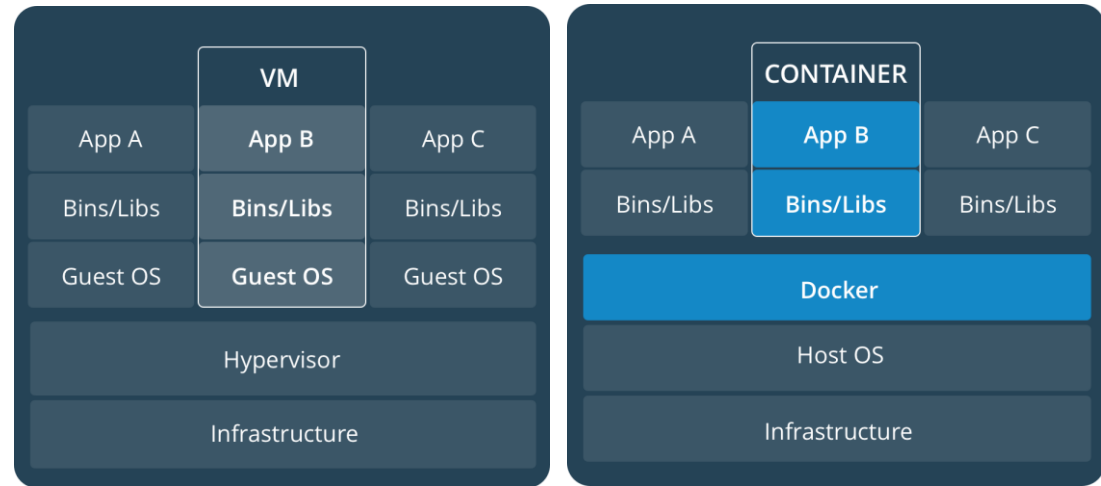 VM
App A App B App C
Bins/Libs Bins/Libs Bins/Libs
Guest OS Guest OS Guest OS
Hypervisor
Infrastructure
CONTAINER
App A App B App C
Bins/Libs Bins/Libs Bins/Libs
Docker
Host OS
Infrastructure